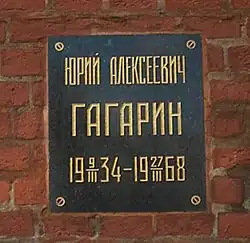 ЮРИЙ АЛЕКСЕЕВИЧ
ГАГАРИН
19 9/III 34-19 27/III 68